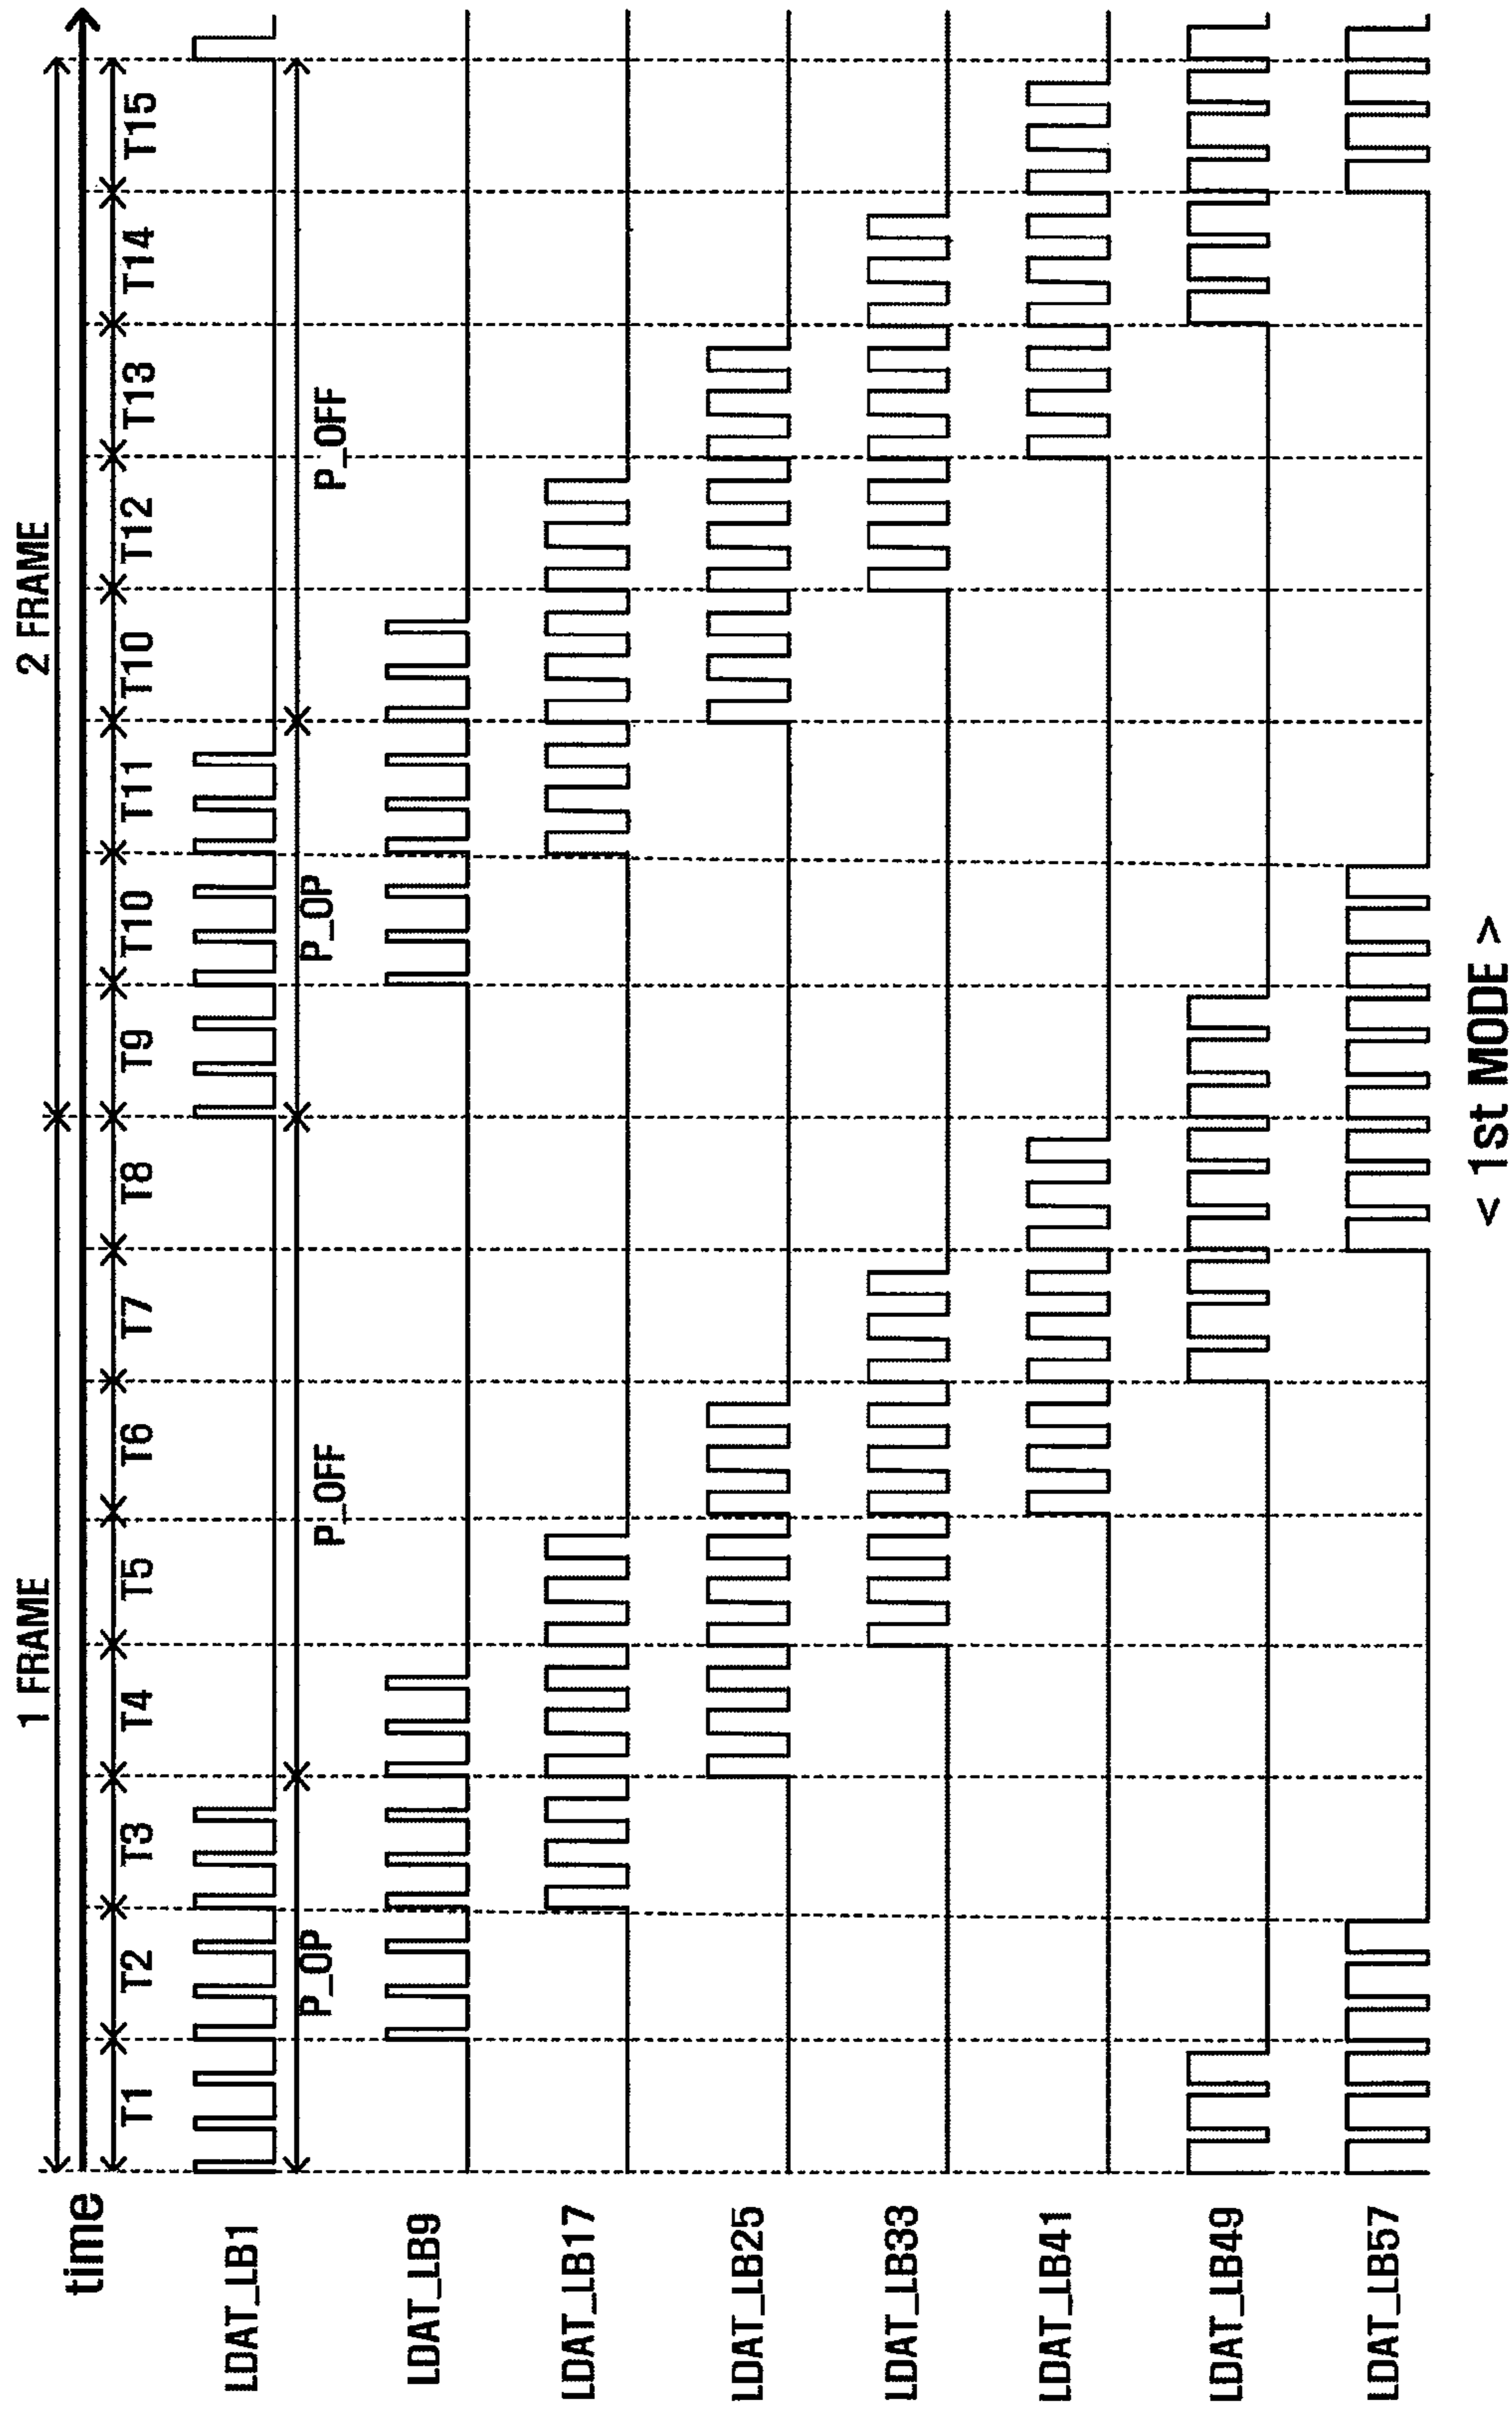 1 FRAME 2 FRAME
time
T1 T2 T3 T4 T5 T6 T7 T8 T9 T10 T11 T10 T12 T13 T14 T15
LDAT_LB1
P_OP P_OFF P_OP P_OFF
LDAT_LB9
LDAT_LB17
LDAT_LB25
LDAT_LB33
LDAT_LB41
LDAT_LB49
LDAT_LB57
< 1st MODE >